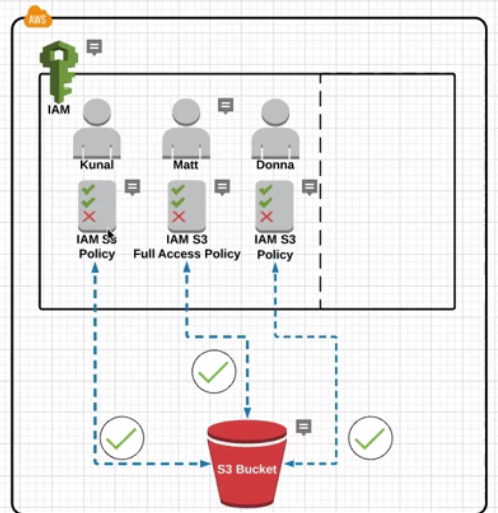 AWS
IAM
Kunal
Matt
Donna
IAM S3
Policy
IAM S3
Full Access Policy
IAM S3
Policy
S3 Bucket